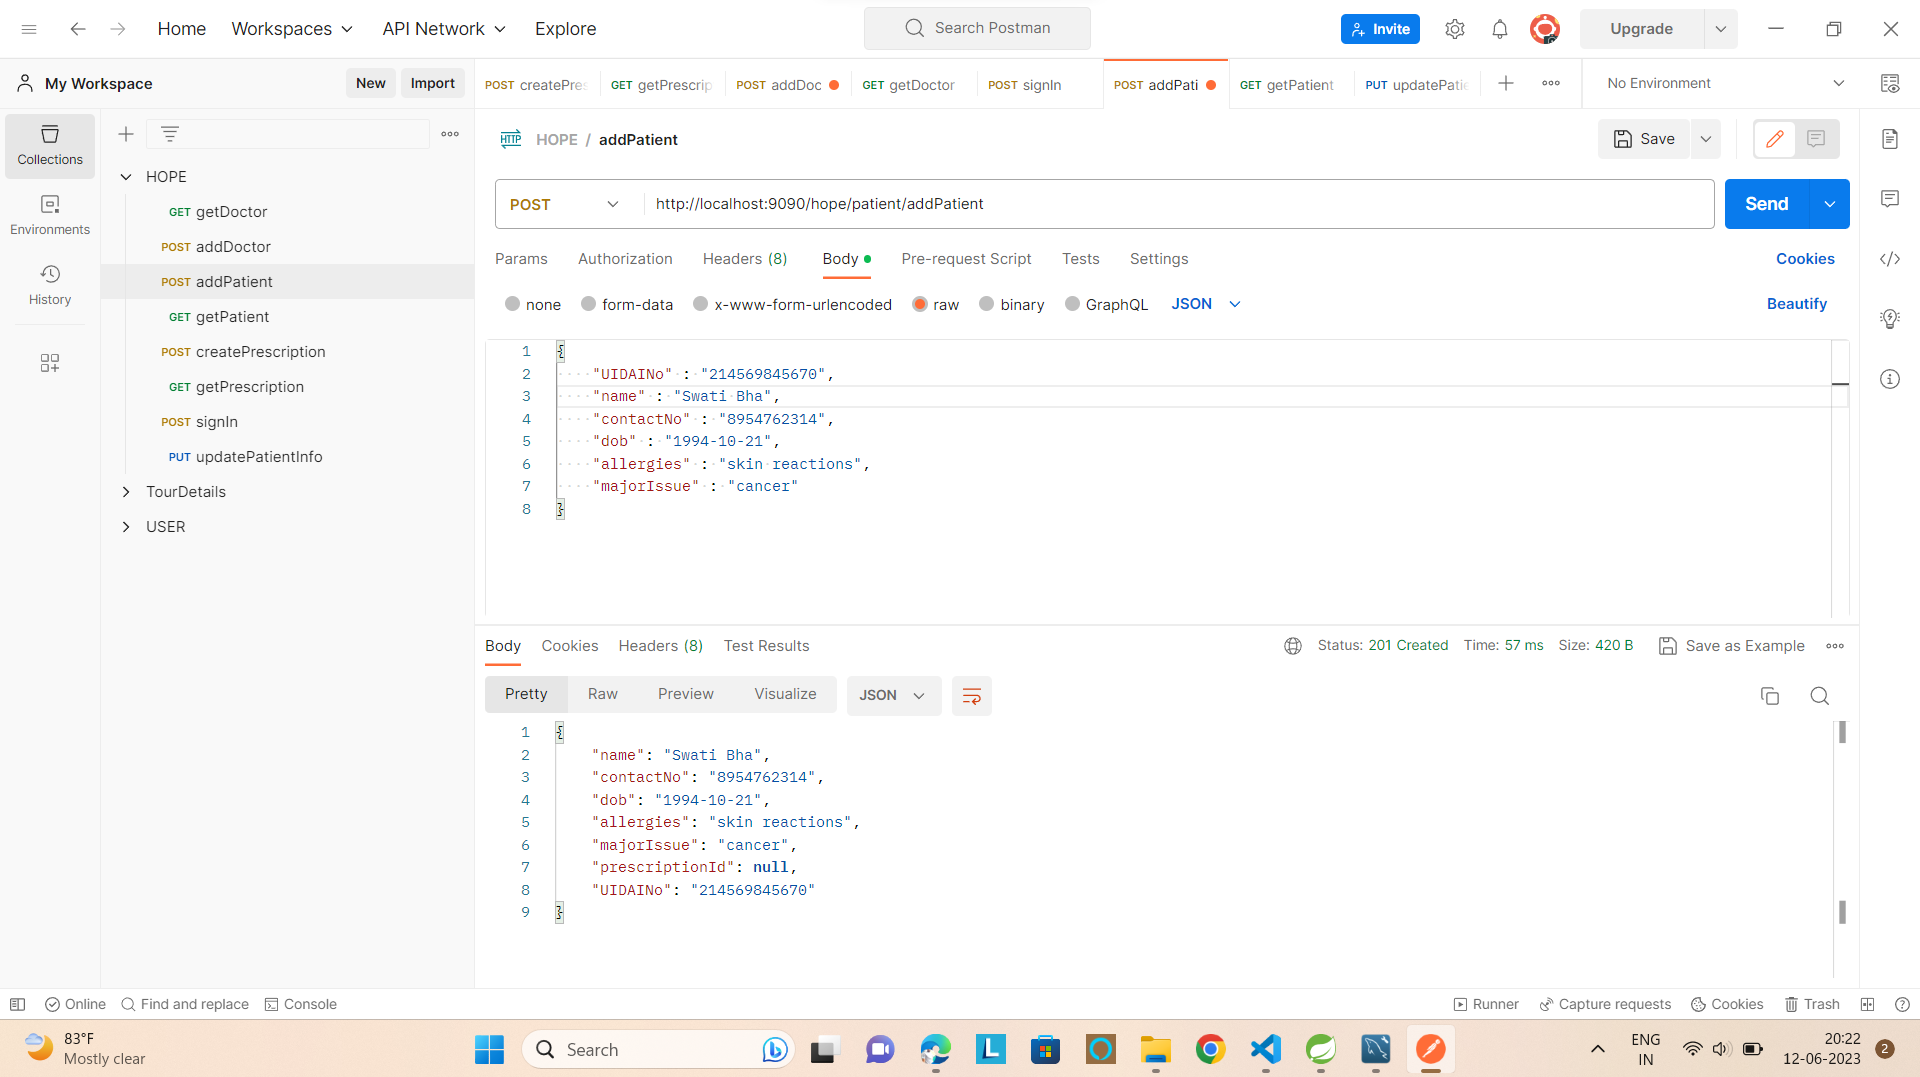 Home Workspaces API Network Explore Search Postman Invite Upgrade
My Workspace New Import POST createPres GET getPrescrip POST addDoc GET getDoctor POST signIn POST addPati GET getPatient PUT updatePatie No Environment
Collections
Environments
History
HOPE
GET getDoctor
POST addDoctor
POST addPatient
GET getPatient
POST createPrescription
GET getPrescription
POST signIn
PUT updatePatientInfo
TourDetails
USER
HTTP HOPE / addPatient Save
POST http://localhost:9090/hope/patient/addPatient Send
Params Authorization Headers (8) Body Pre-request Script Tests Settings Cookies
none form-data x-www-form-urlencoded raw binary GraphQL JSON Beautify
1 {
2 "UIDAINo" : "214569845670",
3 "name" : "Swati Bha",
4 "contactNo" : "8954762314",
5 "dob" : "1994-10-21",
6 "allergies" : "skin reactions",
7 "majorIssue" : "cancer"
8 }
Body Cookies Headers (8) Test Results Status: 201 Created Time: 57 ms Size: 420 B Save as Example
Pretty Raw Preview Visualize JSON
1 {
2 "name": "Swati Bha",
3 "contactNo": "8954762314",
4 "dob": "1994-10-21",
5 "allergies": "skin reactions",
6 "majorIssue": "cancer",
7 "prescriptionId": null,
8 "UIDAINo": "214569845670"
9 }
Online Find and replace Console Runner Capture requests Cookies Trash
83°F
Mostly clear
Search
L
ENG
IN
20:22
12-06-2023
2